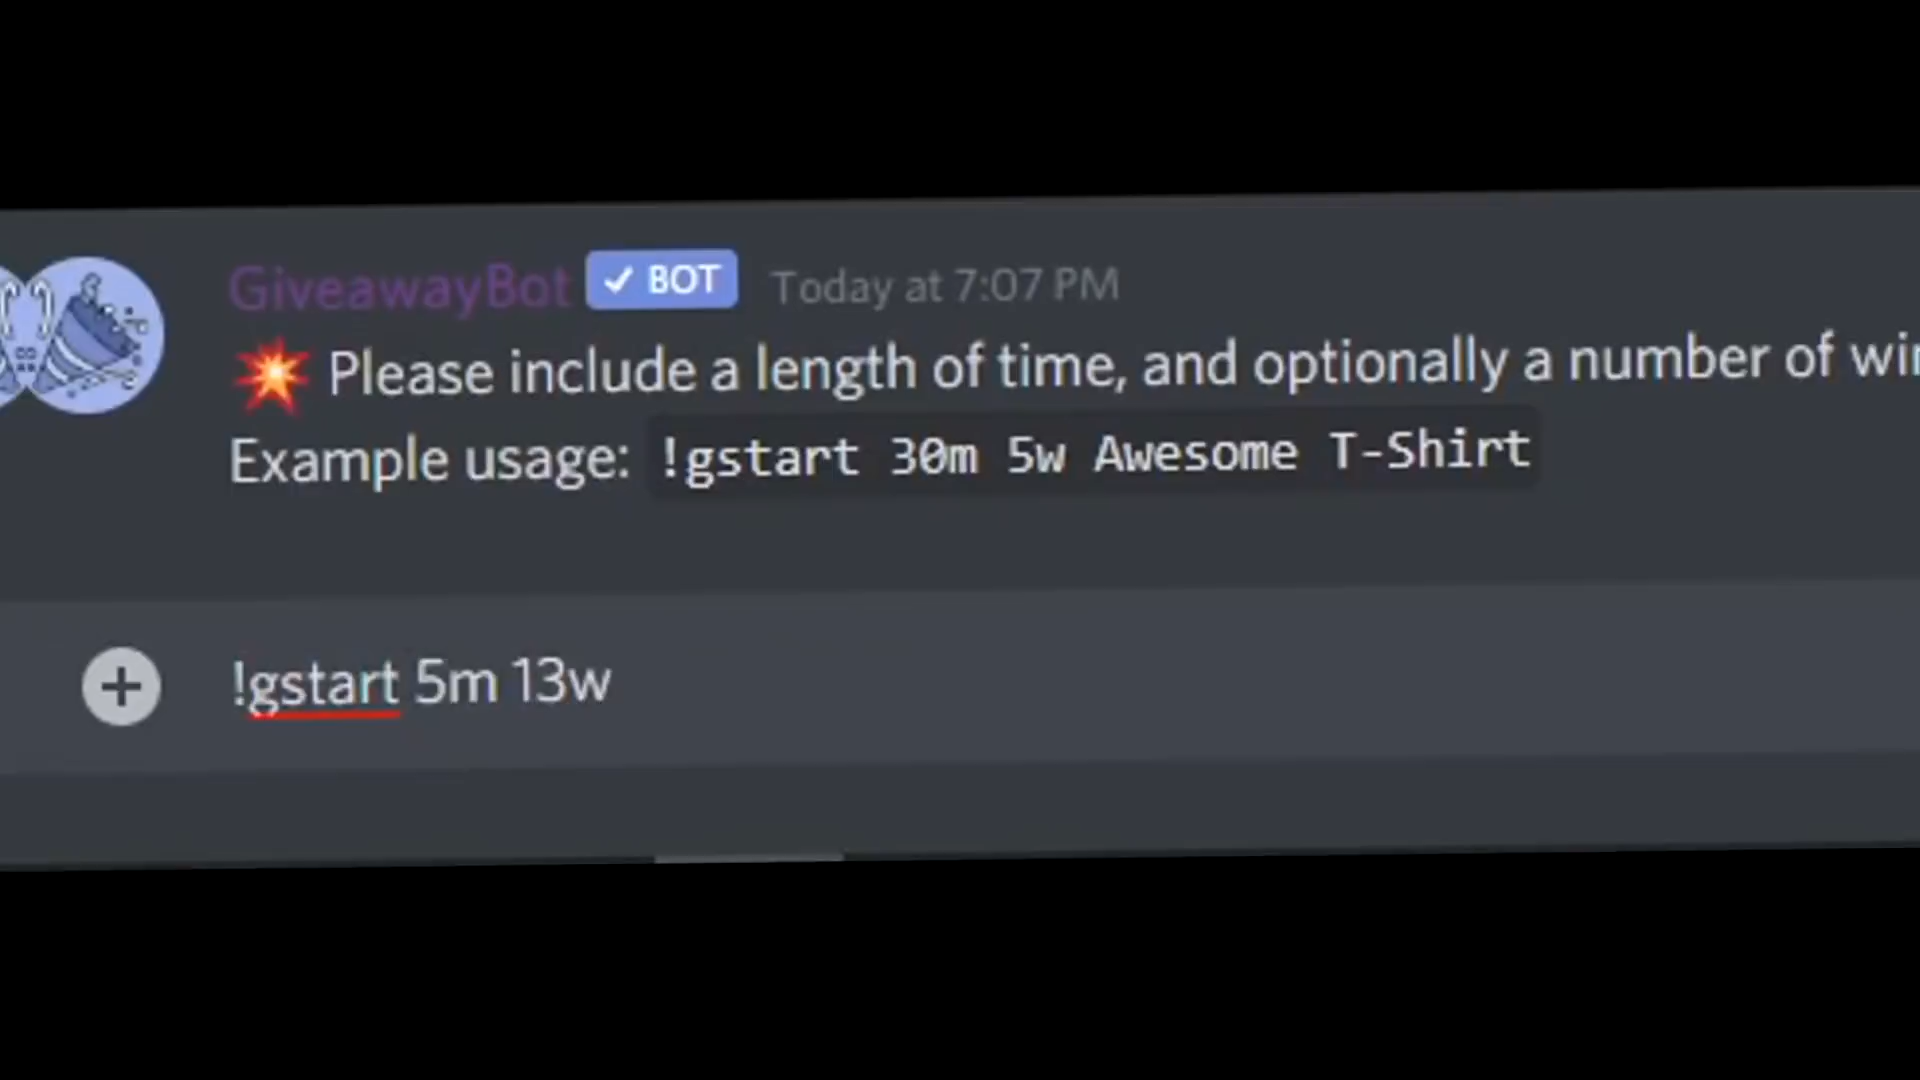 GiveawayBot ✓ BOT Today at 7:07 PM
💥 Please include a length of time, and optionally a number of
Example usage: !gstart 30m 5w Awesome T-Shirt
!gstart 5m 13w